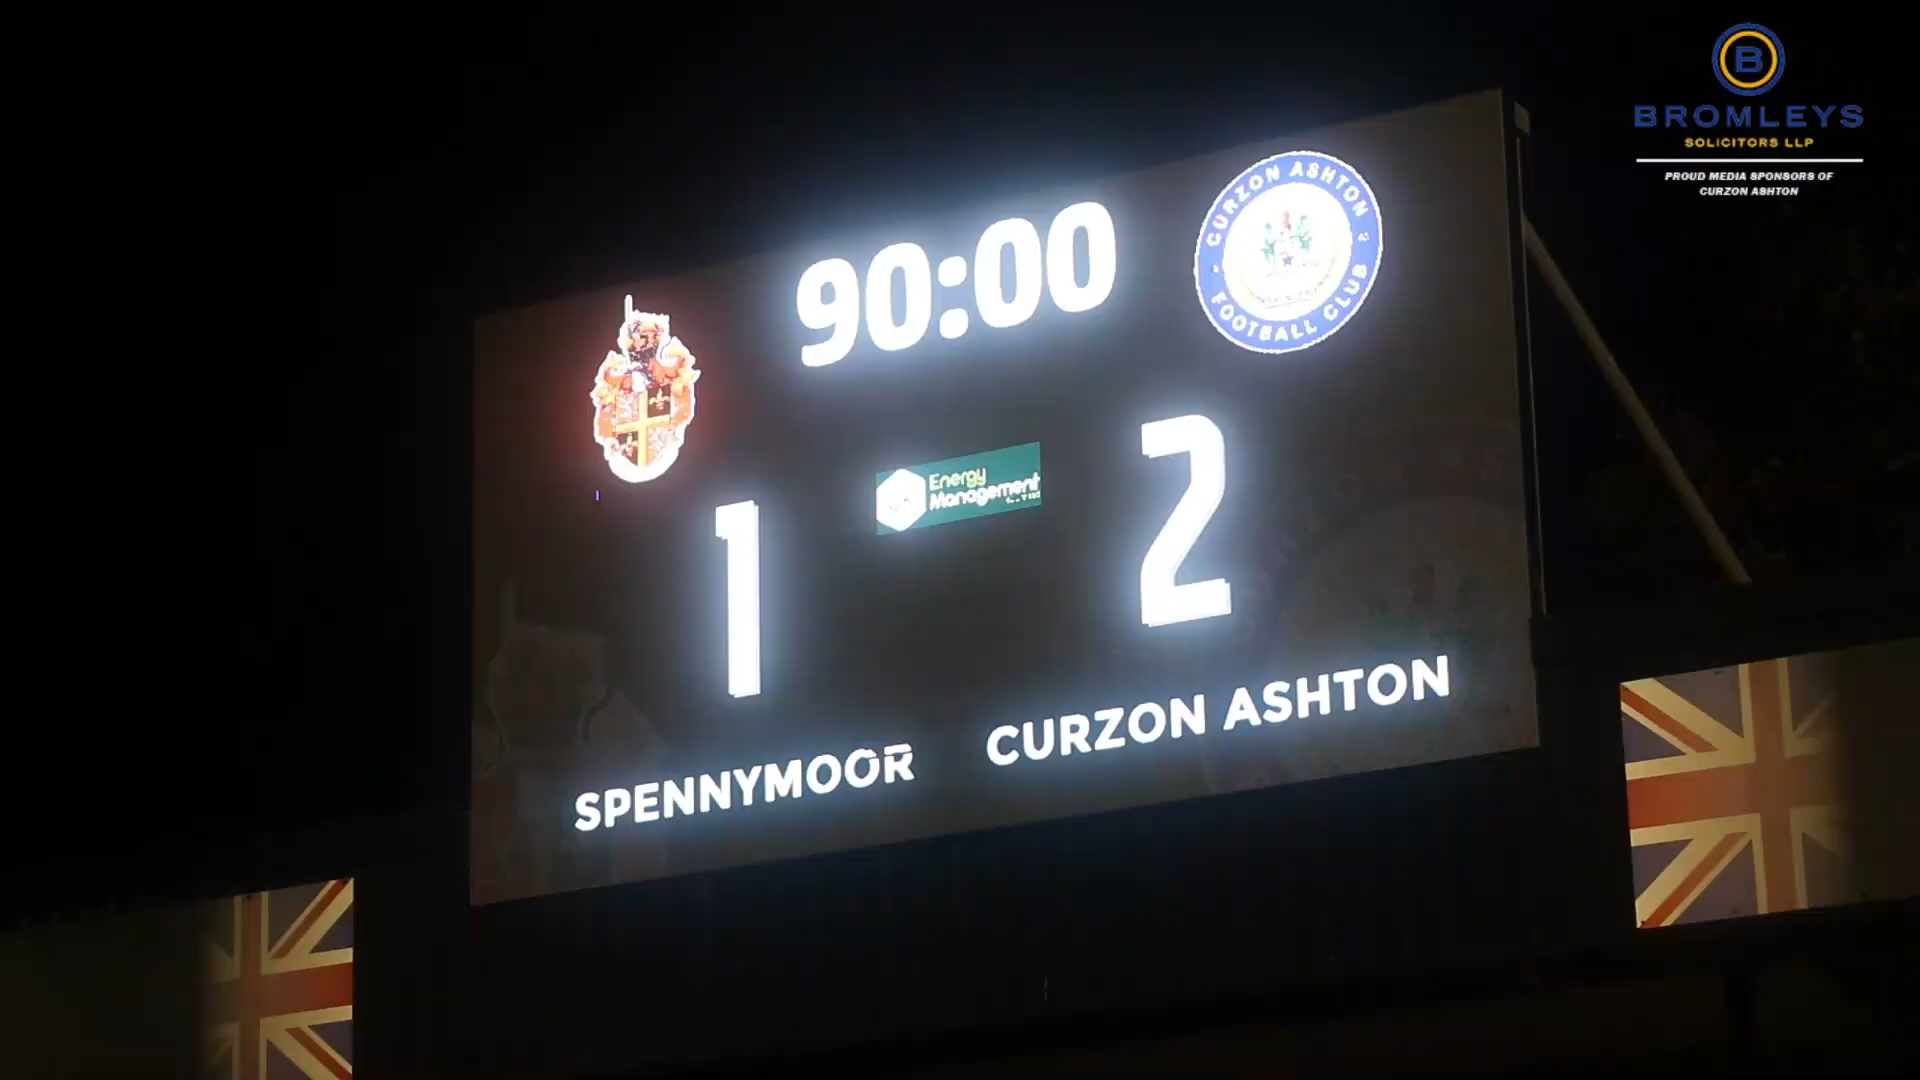 B
BROMLEYS
SOLICITORS LLP
PROUD MEDIA SPONSORS OF
CURZON ASHTON
90:00
CURZON ASHTON
FOOTBALL CLUB
Energy
Management
1
2
SPENNYMOOR
CURZON ASHTON